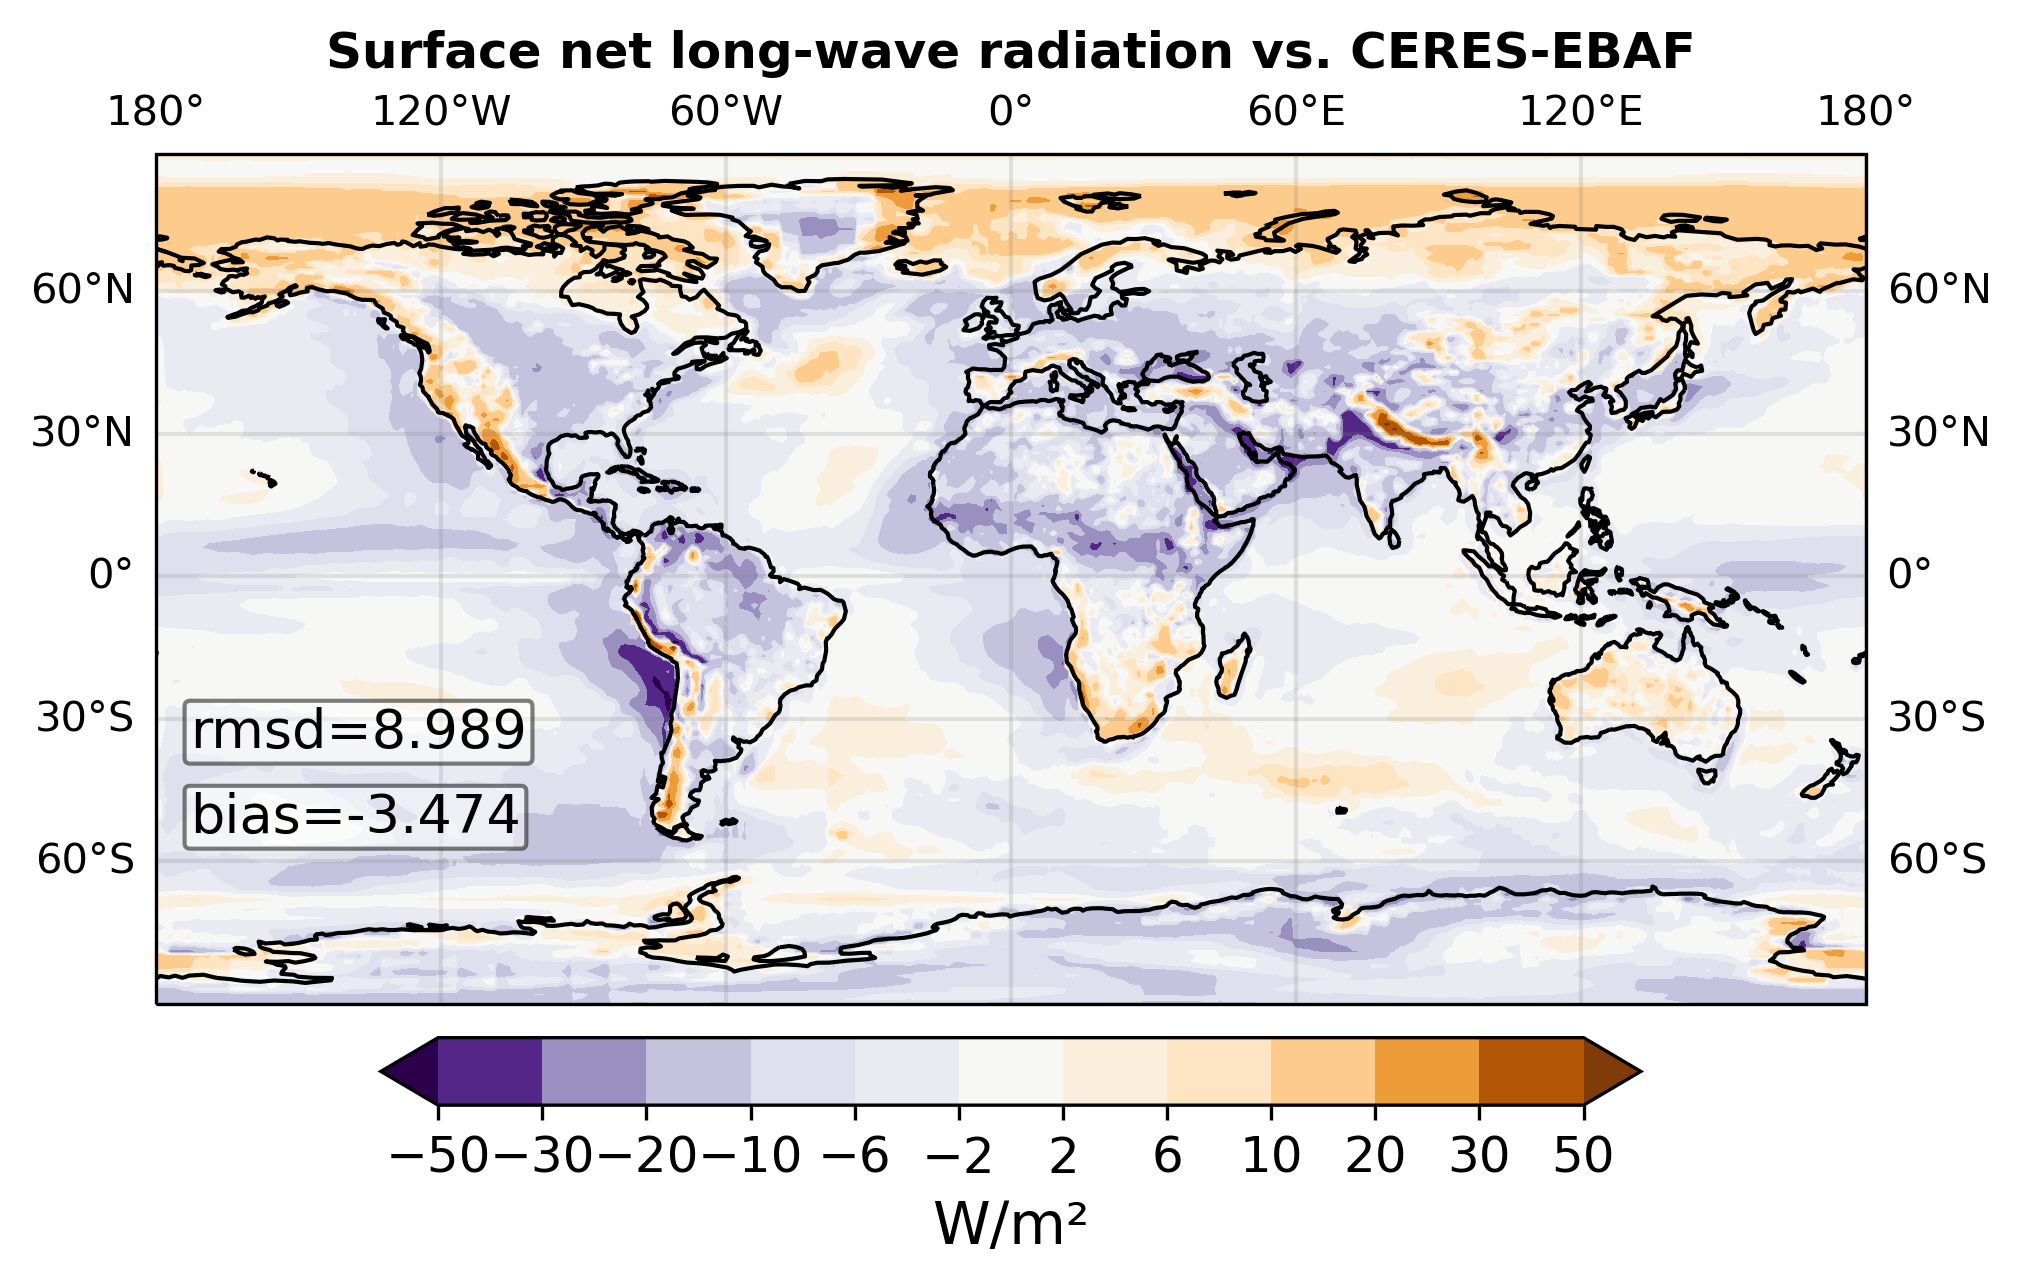 Surface net long-wave radiation vs. CERES-EBAF
180° 120°W 60°W 0° 60°E 120°E 180°
60°N 60°N
30°N 30°N
0° 0°
30°S 30°S
rmsd=8.989
bias=-3.474
60°S 60°S
−50 −30 −20 −10 −6 −2 2 6 10 20 30 50
W/m²